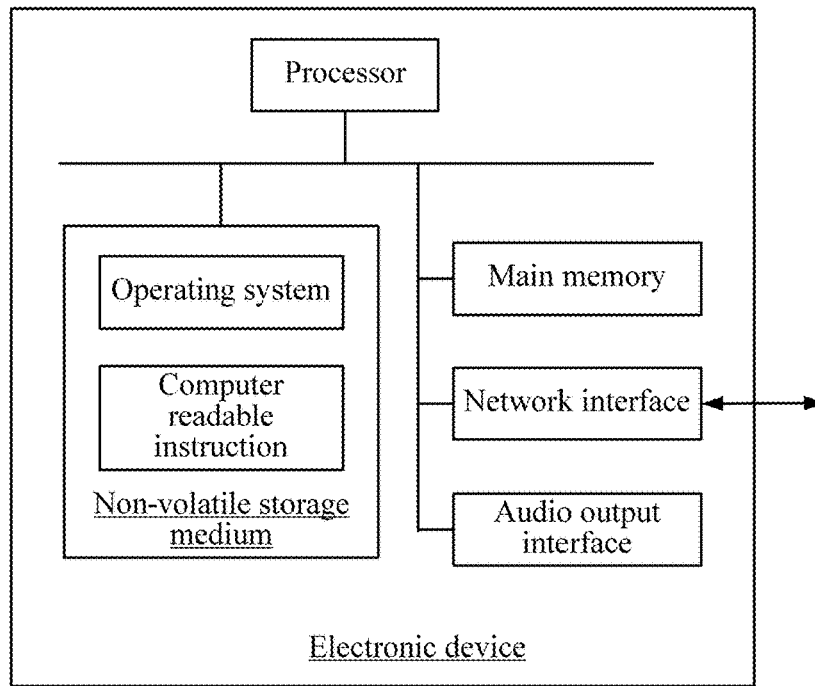 Processor
Operating system
Computer
readable
instruction
Non-volatile storage
medium
Main memory
Network interface
Audio output
interface
Electronic device